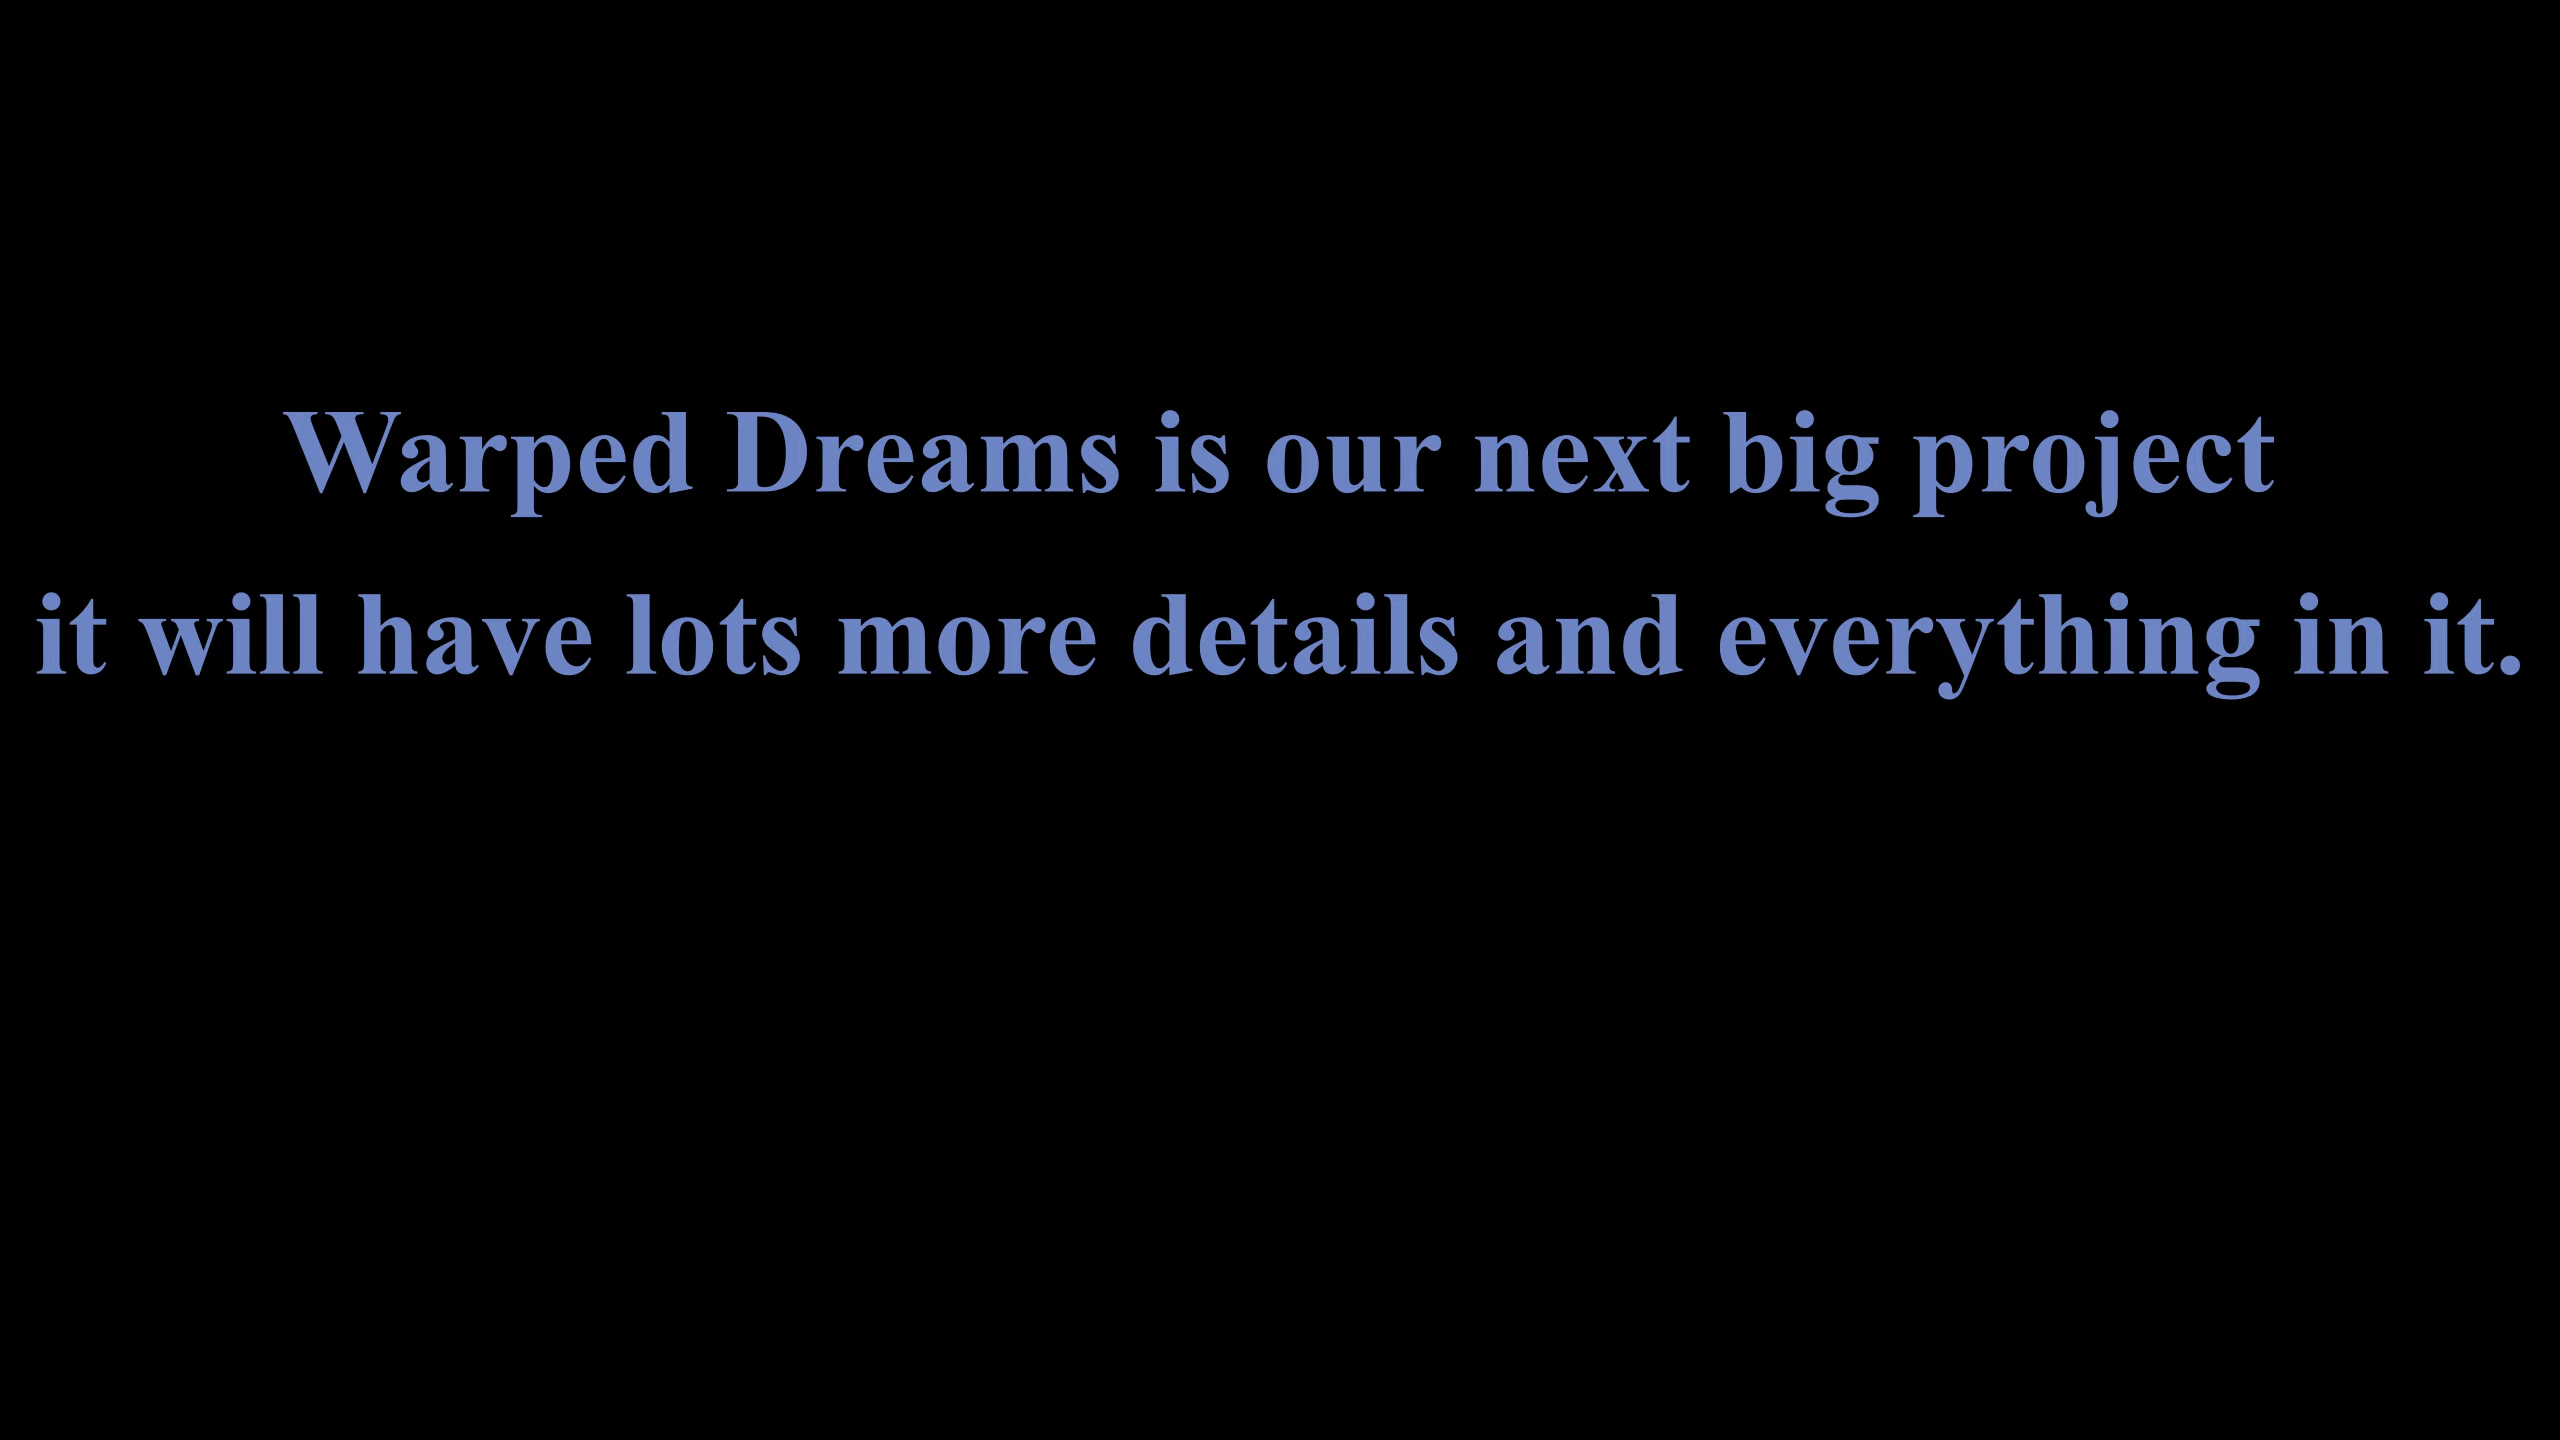 Warped Dreams is our next big project
it will have lots more details and everything in it.